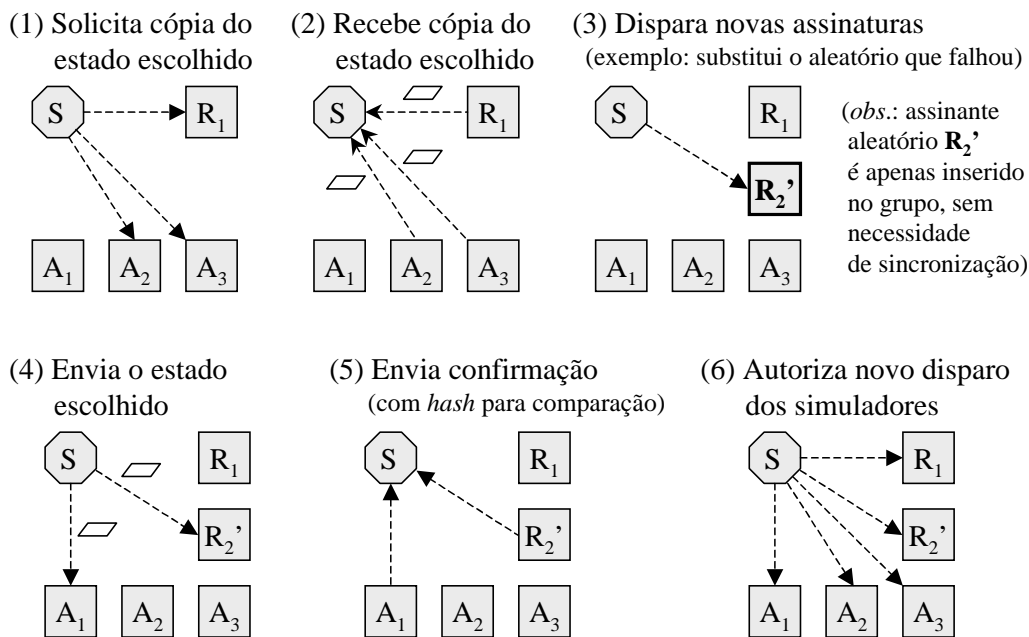 (1) Solicita cópia do
estado escolhido
S
R₁
A₁ A₂ A₃
(2) Recebe cópia do
estado escolhido
S
R₁
A₁ A₂ A₃
(3) Dispara novas assinaturas
(exemplo: substitui o aleatório que falhou)
S
R₁
R₂’
A₁ A₂ A₃
(obs.: assinante
aleatório R₂’
é apenas inserido
no grupo, sem
necessidade
de sincronização)
(4) Envia o estado
escolhido
S
R₁
R₂’
A₁ A₂ A₃
(5) Envia confirmação
(com hash para comparação)
S
R₁
R₂’
A₁ A₂ A₃
(6) Autoriza novo disparo
dos simuladores
S
R₁
R₂’
A₁ A₂ A₃